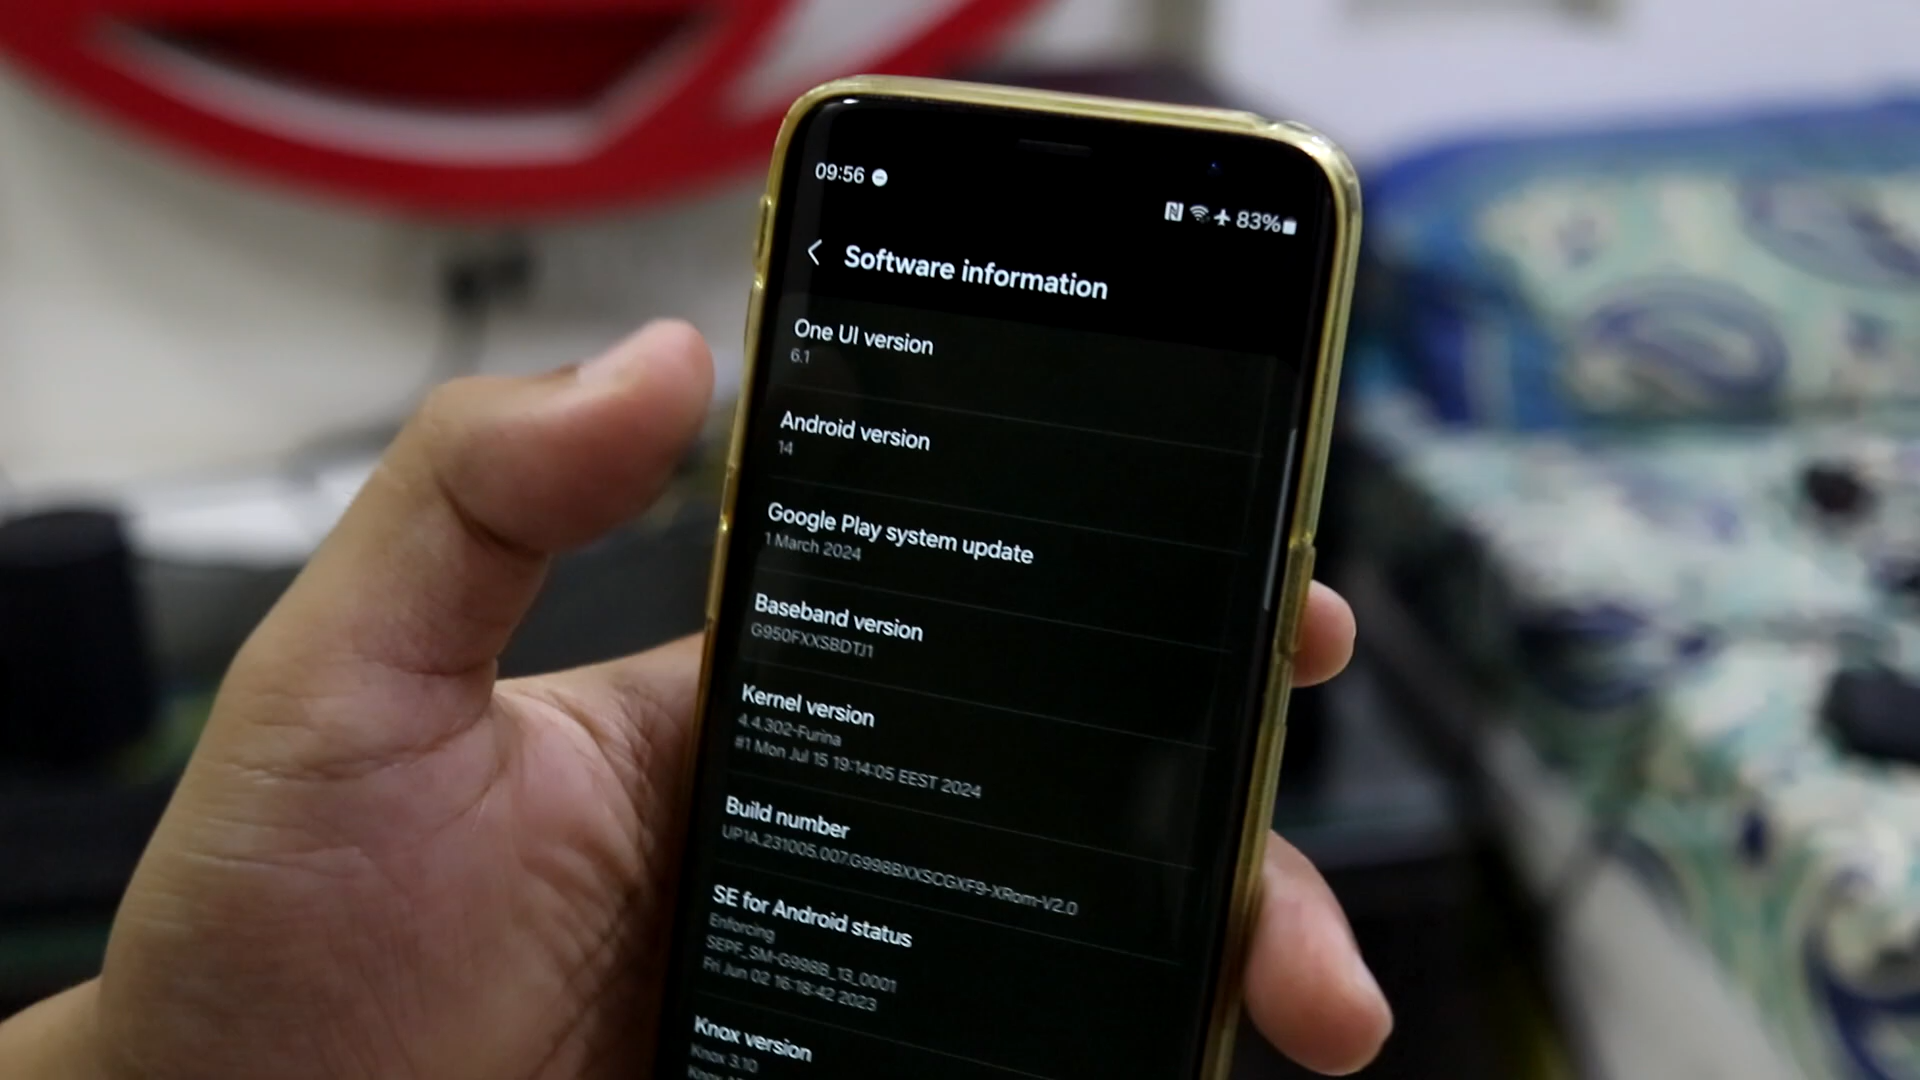 09:56
83%
Software information
One UI version
6.1
Android version
14
Google Play system update
1 March 2024
Baseband version
G950FXXSBDTJ1
Kernel version
4.4.302-Furina
#1 Mon Jul 15 19:14:05 EEST 2024
Build number
UP1A.231005.007.G998BXXSCGXF9-XRom-V2.0
SE for Android status
Enforcing
SEPF_SM-G998B_13_0001
Fri Jun 02 16:18:42 2023
Knox version
Knox 3.10
Knox